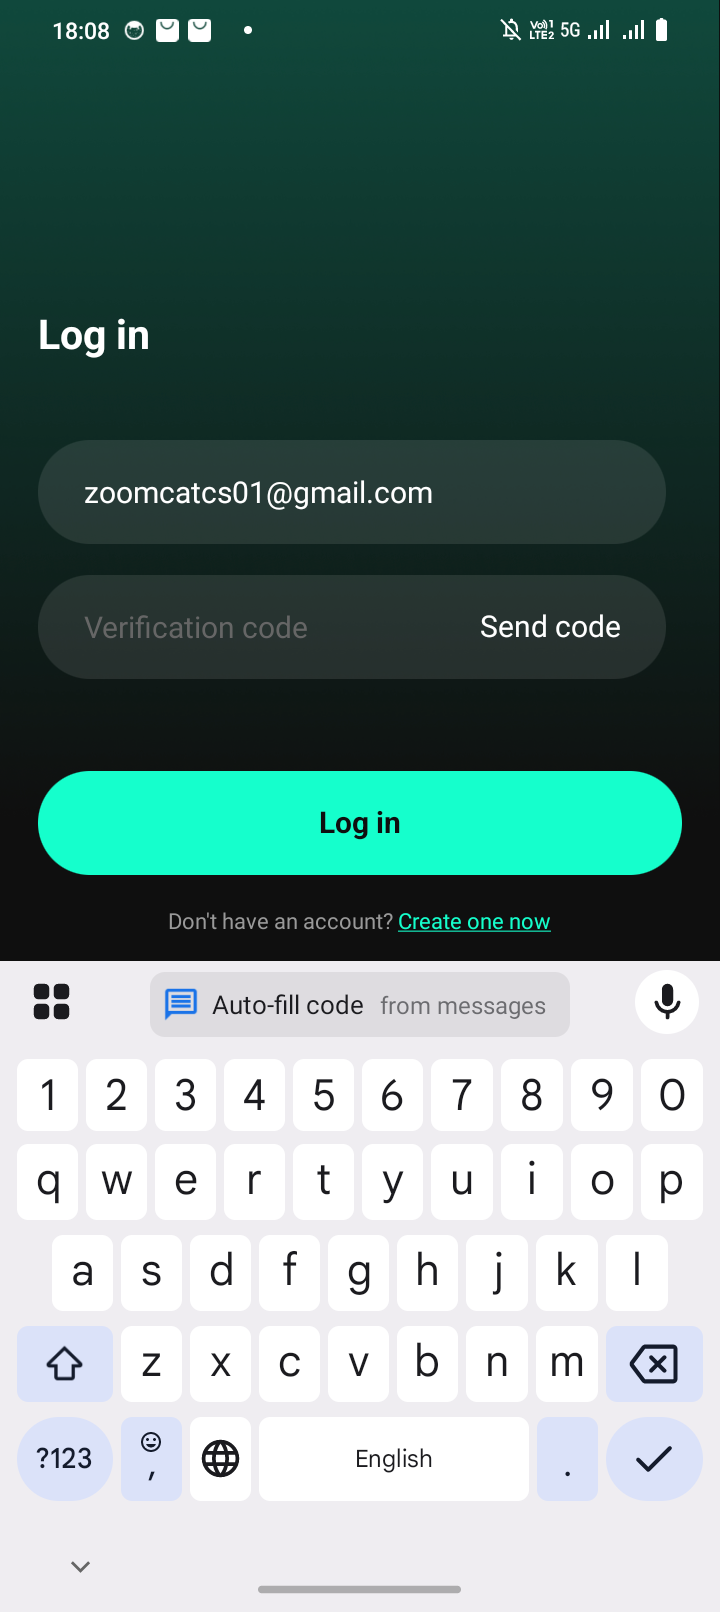 18:08 Vo)) 1 LTE2 5G
Log in
zoomcatcs01@gmail.com
Verification code Send code
Log in
Don't have an account? Create one now
Auto-fill code from messages
1 2 3 4 5 6 7 8 9 0
q w e r t y u i o p
a s d f g h j k l
z x c v b n m
?123 , English .